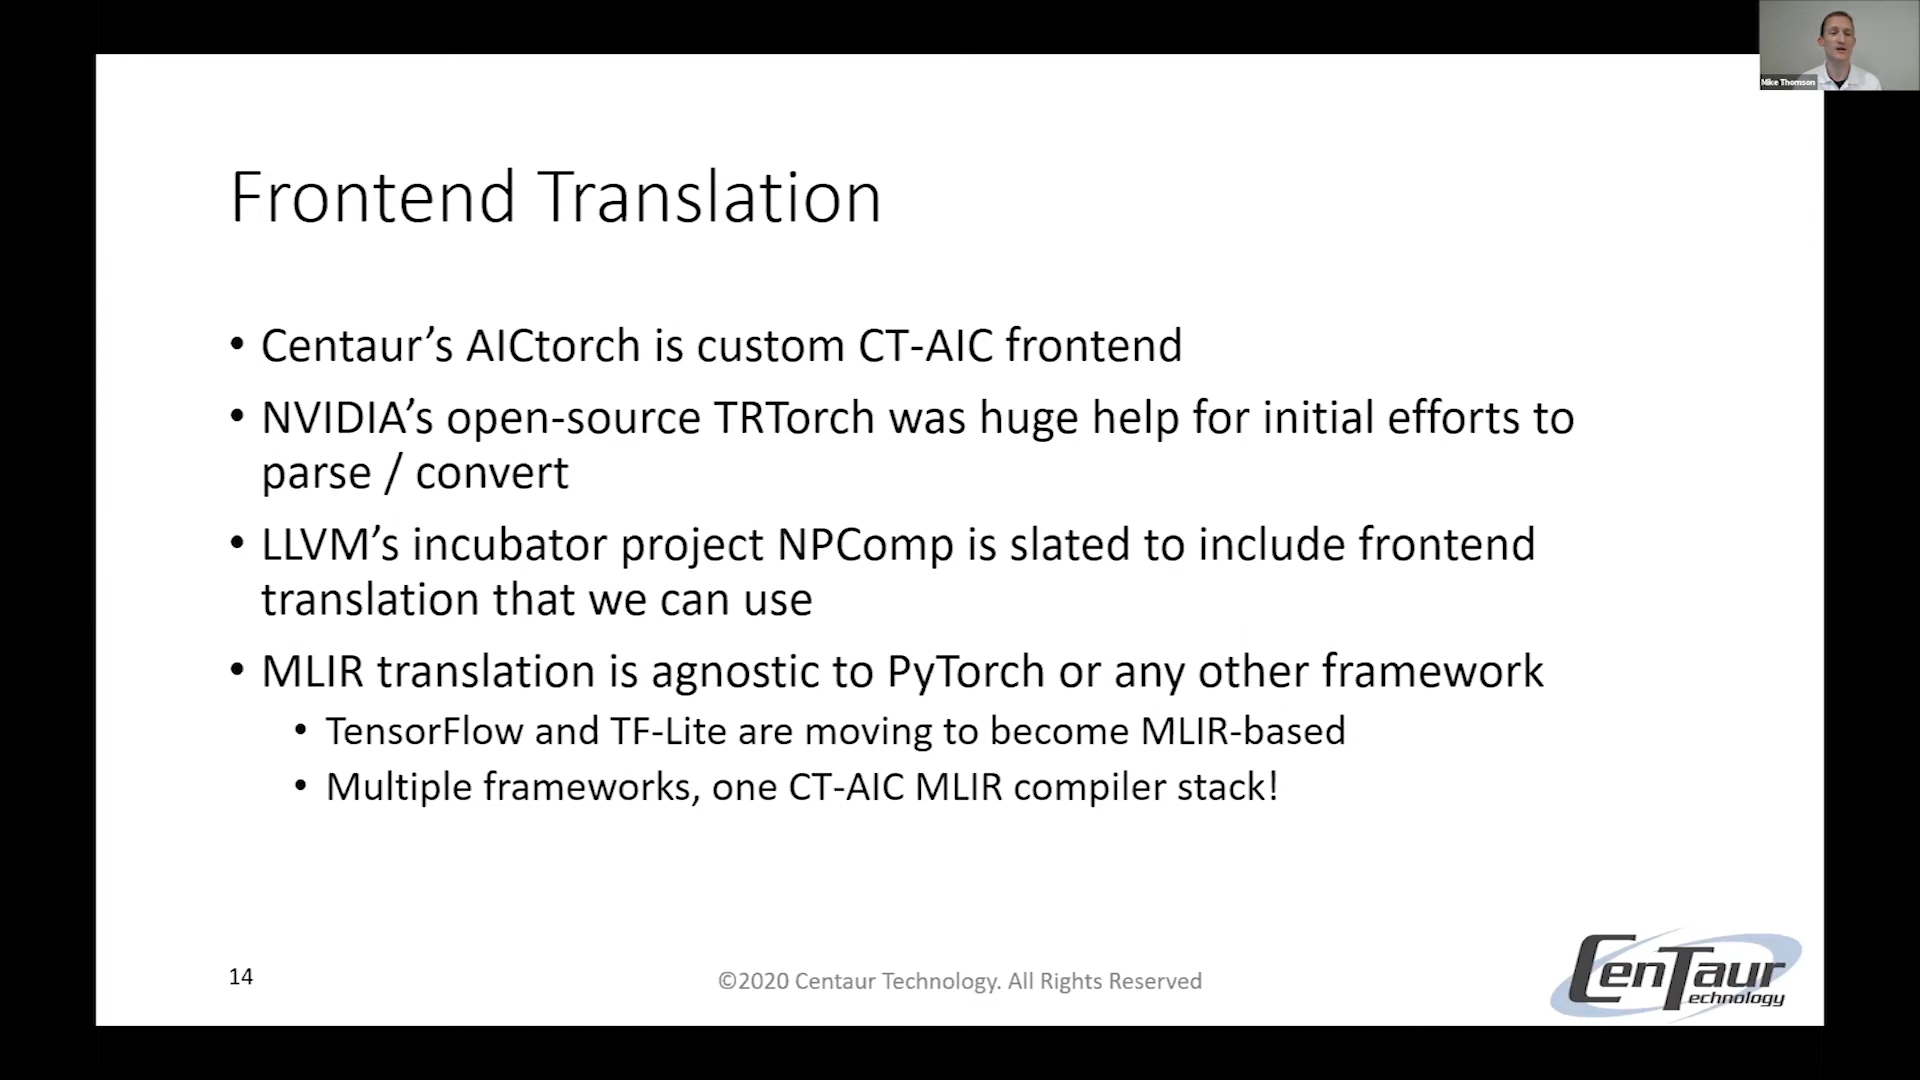 Mike Thomson
Frontend Translation
• Centaur’s AICtorch is custom CT-AIC frontend
• NVIDIA’s open-source TRTorch was huge help for initial efforts to
parse / convert
• LLVM’s incubator project NPComp is slated to include frontend
translation that we can use
• MLIR translation is agnostic to PyTorch or any other framework
• TensorFlow and TF-Lite are moving to become MLIR-based
• Multiple frameworks, one CT-AIC MLIR compiler stack!
14
©2020 Centaur Technology. All Rights Reserved
CenTaur
Technology